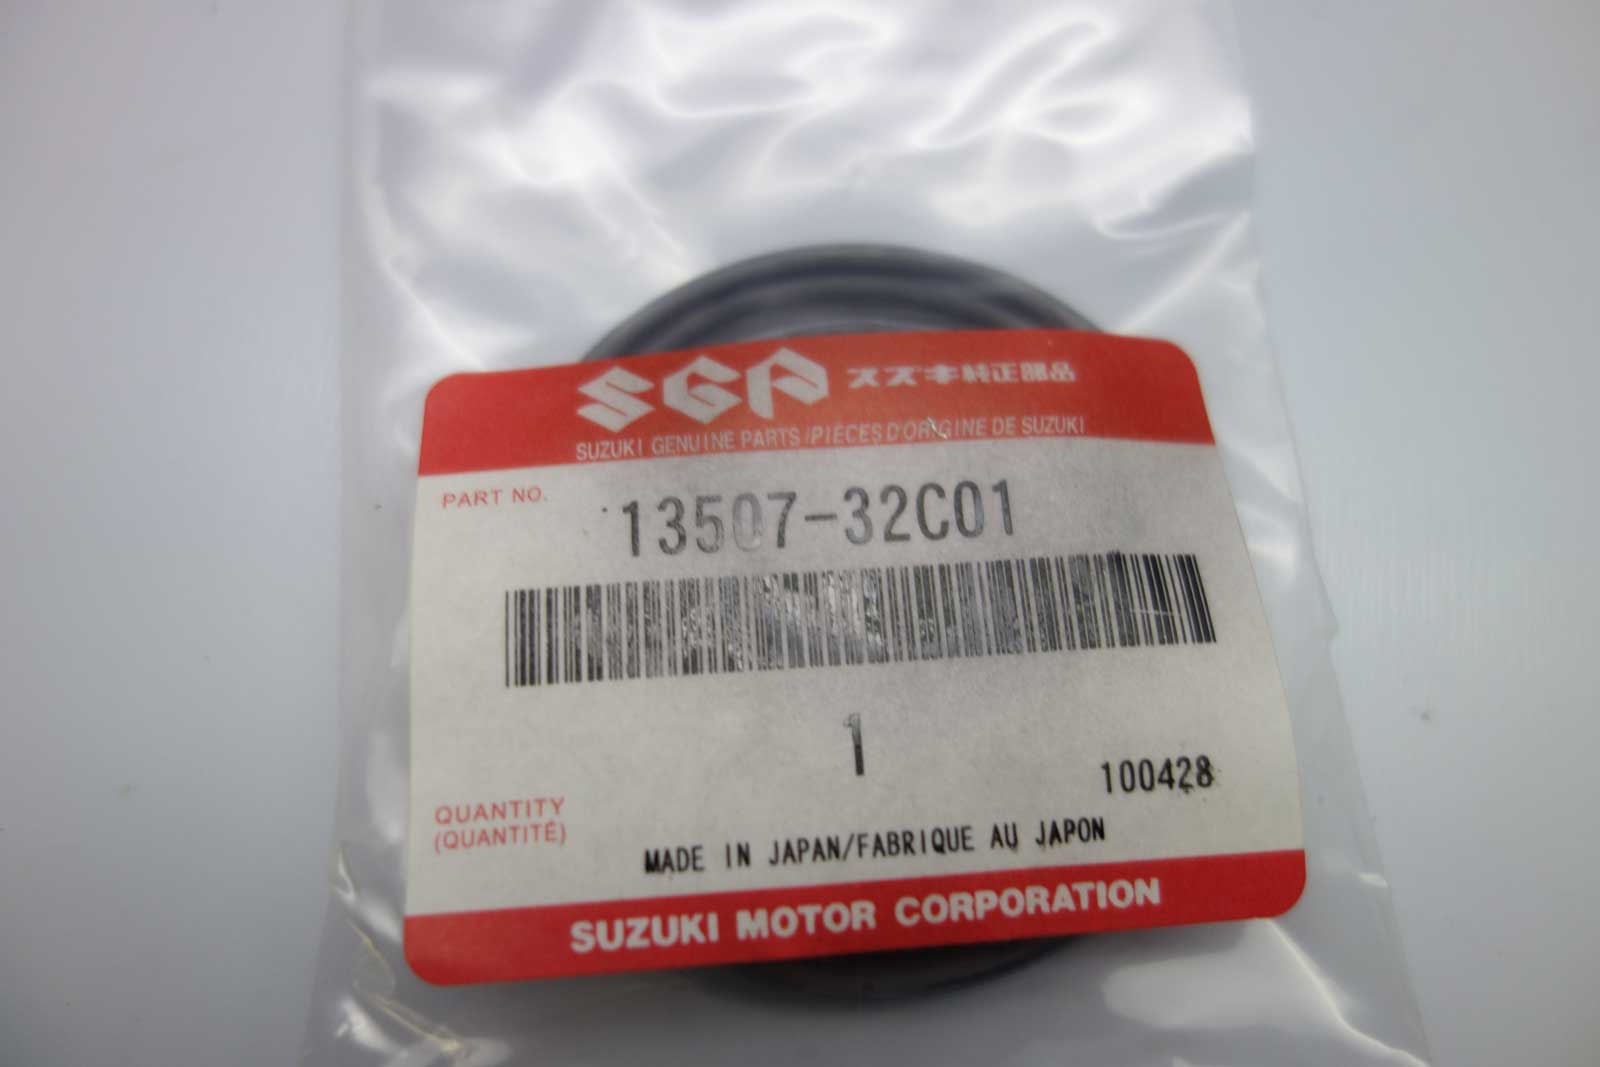 SGP スズキ純正部品
SUZUKI GENUINE PARTS/PIÈCES D'ORIGINE DE SUZUKI
PART NO.
13507-32C01
1
100428
QUANTITY
(QUANTITÉ)
MADE IN JAPAN/FABRIQUE AU JAPON
SUZUKI MOTOR CORPORATION